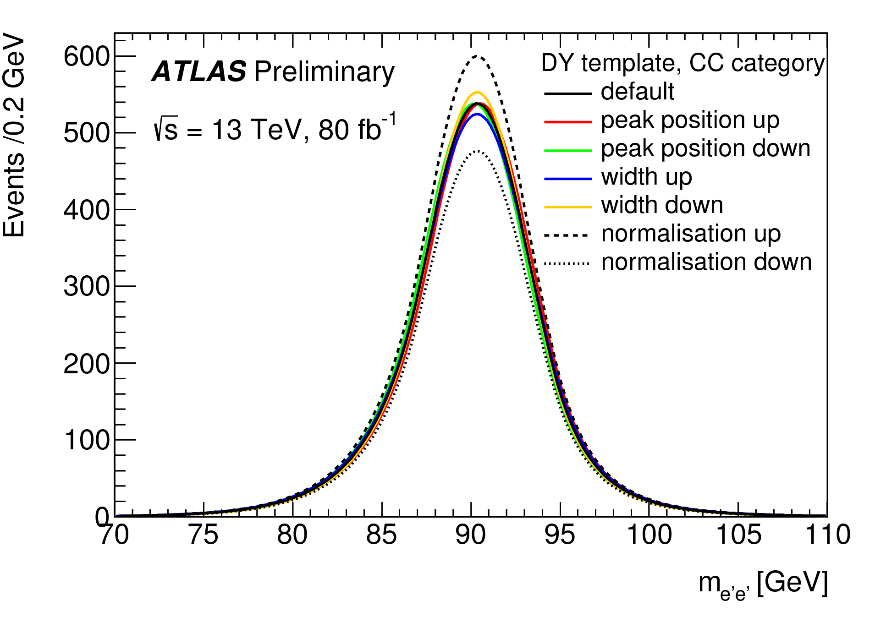 Events /0.2 GeV
600
500
400
300
200
100
0
ATLAS Preliminary
√s = 13 TeV, 80 fb⁻¹
DY template, CC category
default
peak position up
peak position down
width up
width down
normalisation up
normalisation down
70 75 80 85 90 95 100 105 110
m_{e'e'} [GeV]